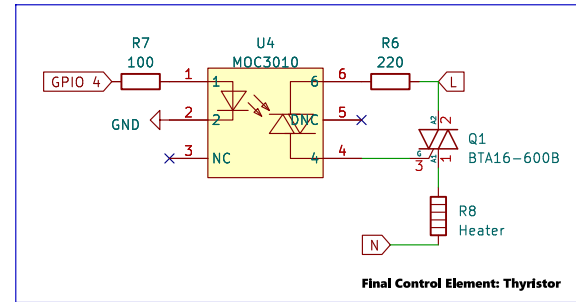 R7
100
GPIO 4
U4
MOC3010
1
1
2
2
3
NC
GND
6
6
DNC
5
4
4
R6
220
L
A2
2
Q1
BTA16-600B
G
3
A1
1
R8
Heater
N
Final Control Element: Thyristor